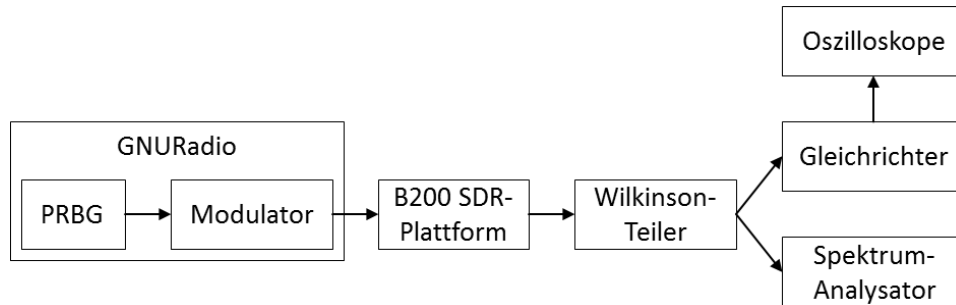 Oszilloskope
GNURadio
PRBG
Modulator
B200 SDR-
Plattform
Wilkinson-
Teiler
Gleichrichter
Spektrum-
Analysator